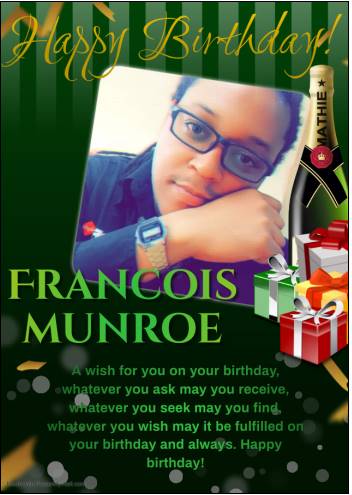 Happy Birthday!
MATHIE ★
FRANCOIS
MUNROE
A wish for you on your birthday,
whatever you ask may you receive,
whatever you seek may you find,
whatever you wish may it be fulfilled on
your birthday and always. Happy
birthday!